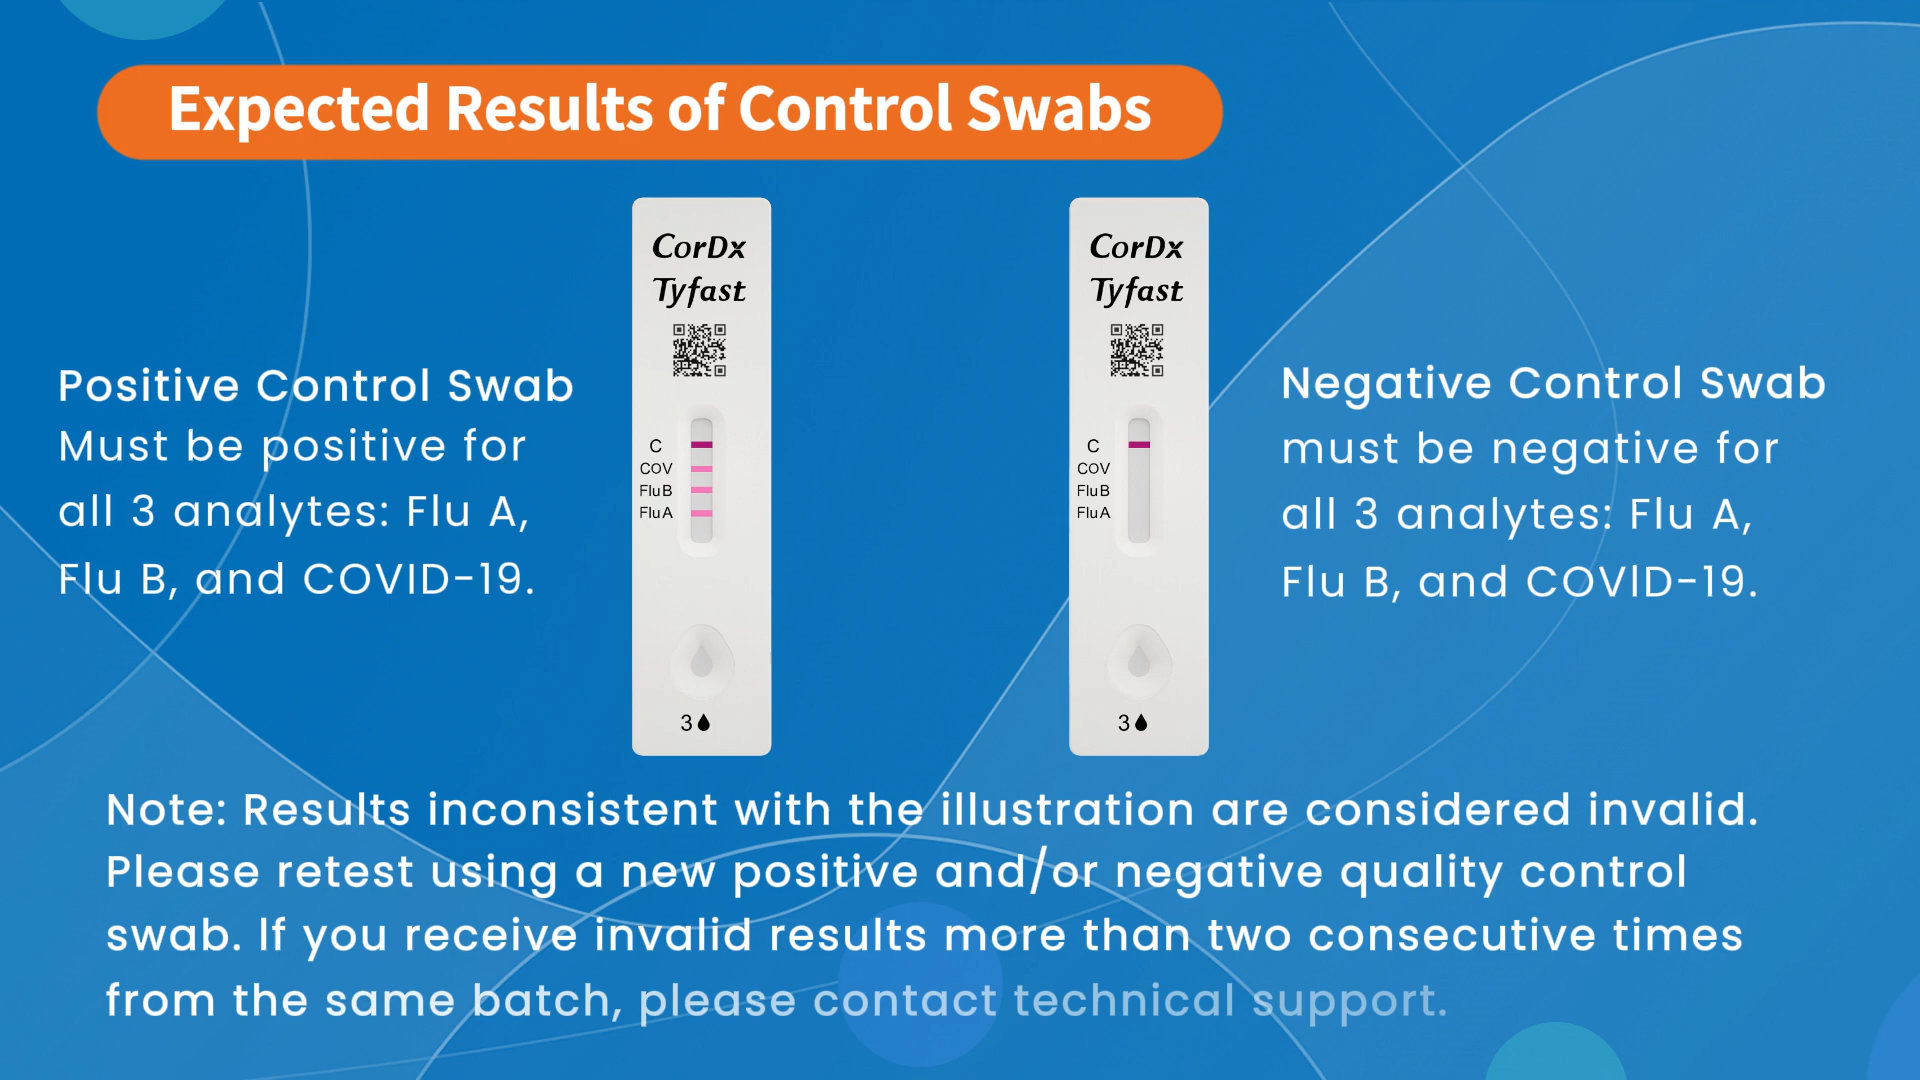 Expected Results of Control Swabs
CorDx
Tyfast
C
COV
FluB
FluA
3
CorDx
Tyfast
C
COV
FluB
FluA
3
Positive Control Swab
Must be positive for
all 3 analytes: Flu A,
Flu B, and COVID-19.
Negative Control Swab
must be negative for
all 3 analytes: Flu A,
Flu B, and COVID-19.
Note: Results inconsistent with the illustration are considered invalid.
Please retest using a new positive and/or negative quality control
swab. If you receive invalid results more than two consecutive times
from the same batch, please contact technical support.